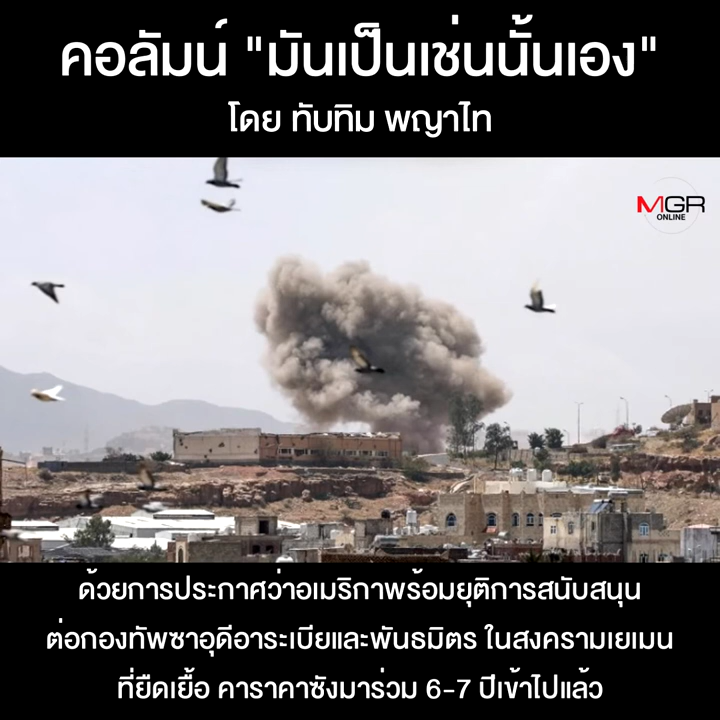 คอลัมน์ "มันเป็นเช่นนั้นเอง"
โดย ทับทิม พญาไท
MGR
ONLINE
ด้วยการประกาศว่าอเมริกาพร้อมยุติการสนับสนุน
ต่อกองทัพซาอุดีอาระเบียและพันธมิตร ในสงครามเยเมน
ที่ยืดเยื้อ คาราคาซังมาร่วม 6-7 ปีเข้าไปแล้ว